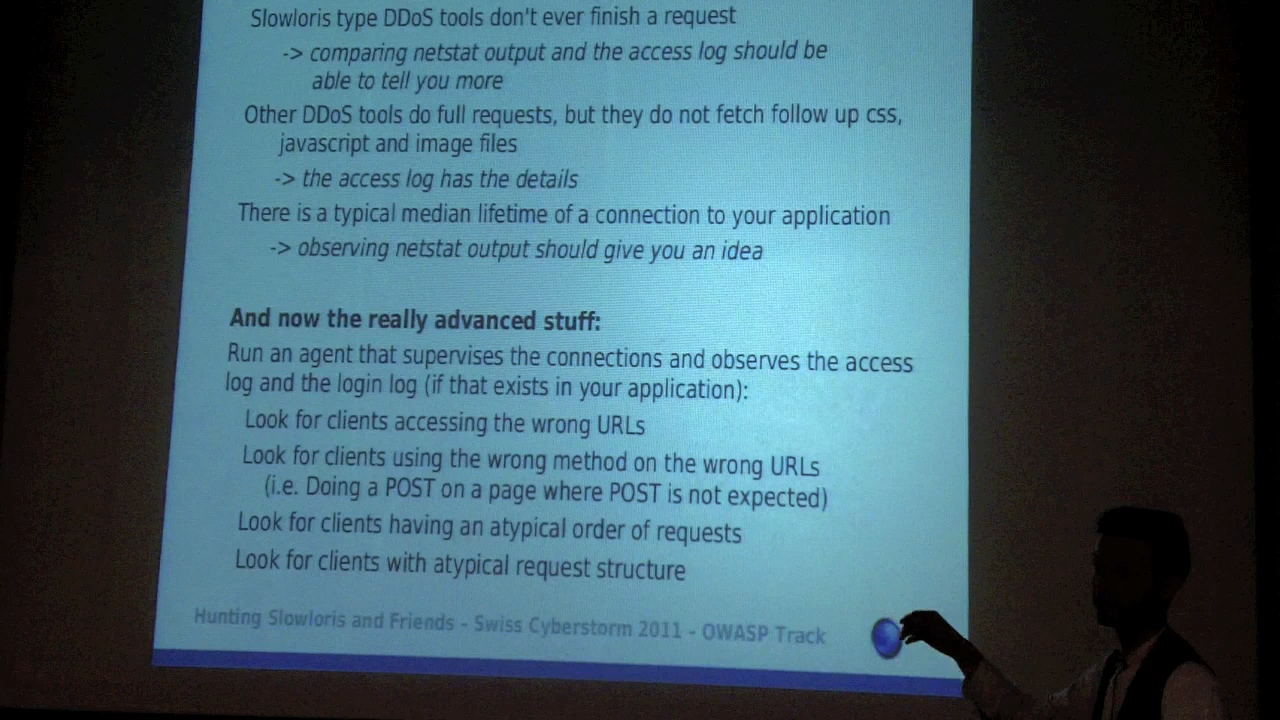 Slowloris type DDoS tools don't ever finish a request
-> comparing netstat output and the access log should be
able to tell you more
Other DDoS tools do full requests, but they do not fetch follow up css,
javascript and image files
-> the access log has the details
There is a typical median lifetime of a connection to your application
-> observing netstat output should give you an idea
And now the really advanced stuff:
Run an agent that supervises the connections and observes the access
log and the login log (if that exists in your application):
Look for clients accessing the wrong URLs
Look for clients using the wrong method on the wrong URLs
(i.e. Doing a POST on a page where POST is not expected)
Look for clients having an atypical order of requests
Look for clients with atypical request structure
Hunting Slowloris and Friends - Swiss Cyberstorm 2011 - OWASP Track